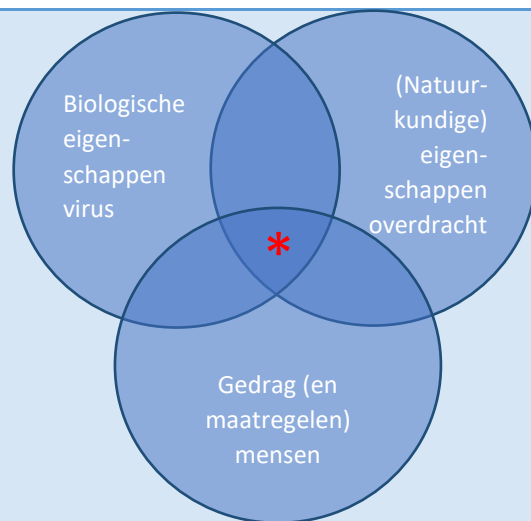 Biologische
eigen-
schappen
virus
(Natuur-
kundige)
eigen-
schappen
overdracht
*
Gedrag (en
maatregelen)
mensen